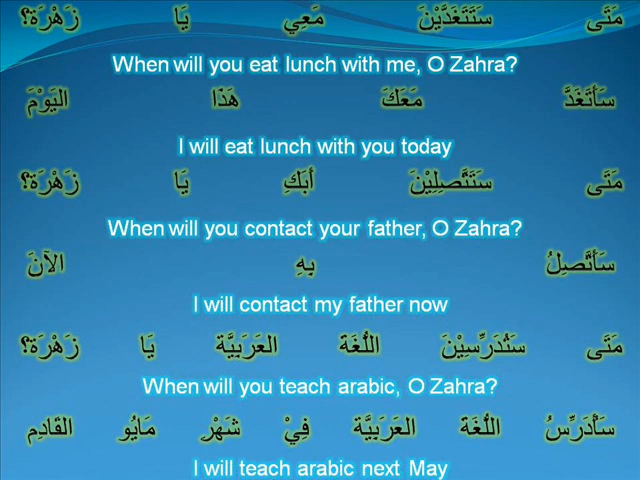 مَتَى سَتَتَغَدَّيْنَ مَعِي يَا زَهْرَة؟
When will you eat lunch with me, O Zahra?
سَأَتَغَدَّ مَعَكَ هَذَا اليَوْمَ
I will eat lunch with you today
مَتَى سَتَتَّصِلِيْنَ أَبَكِ يَا زَهْرَة؟
When will you contact your father, O Zahra?
سَأَتَّصِلُ بِهِ الآنَ
I will contact my father now
مَتَى سَتُدَرِّسِيْنَ اللُّغَة العَرَبِيَّة يَا زَهْرَة؟
When will you teach arabic, O Zahra?
سَأُدَرِّسُ اللُّغَةَ العَرَبِيَّة فِيْ شَهْرِ مَايُو القَادِم
I will teach arabic next May